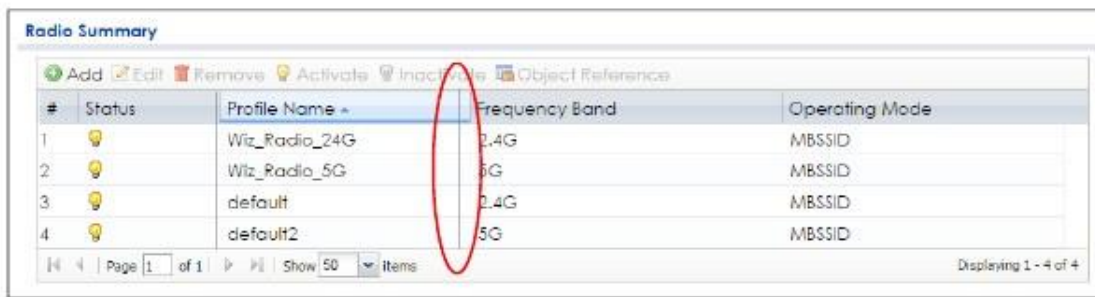 Radio Summary
Add Edit Remove Activate Inactivate Object Reference
# Status Profile Name Frequency Band Operating Mode
1 Wiz_Radio_24G 2.4G MBSSID
2 Wiz_Radio_5G 5G MBSSID
3 default 2.4G MBSSID
4 default2 5G MBSSID
Page 1 of 1 Show 50 items Displaying 1 - 4 of 4